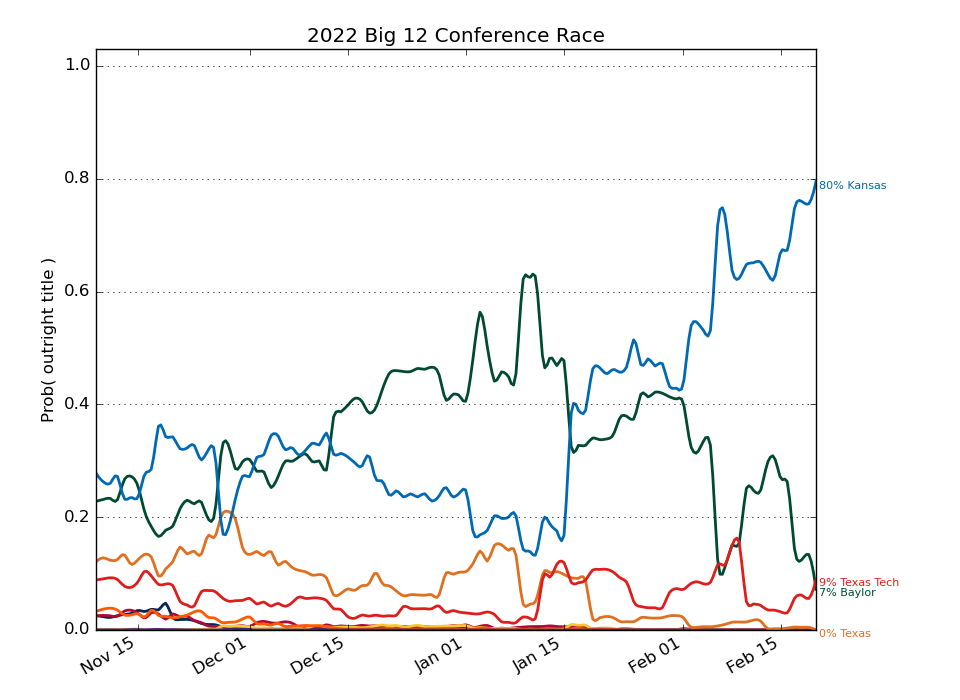 2022 Big 12 Conference Race
Prob( outright title )
1.0
0.8
0.6
0.4
0.2
0.0
80% Kansas
9% Texas Tech
7% Baylor
0% Texas
Nov 15
Dec 01
Dec 15
Jan 01
Jan 15
Feb 01
Feb 15